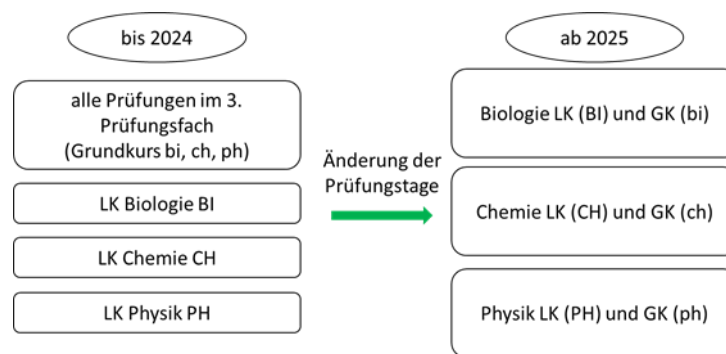 bis 2024
alle Prüfungen im 3.
Prüfungsfach
(Grundkurs bi, ch, ph)
LK Biologie BI
LK Chemie CH
LK Physik PH
Änderung der
Prüfungstage
ab 2025
Biologie LK (BI) und GK (bi)
Chemie LK (CH) und GK (ch)
Physik LK (PH) und GK (ph)